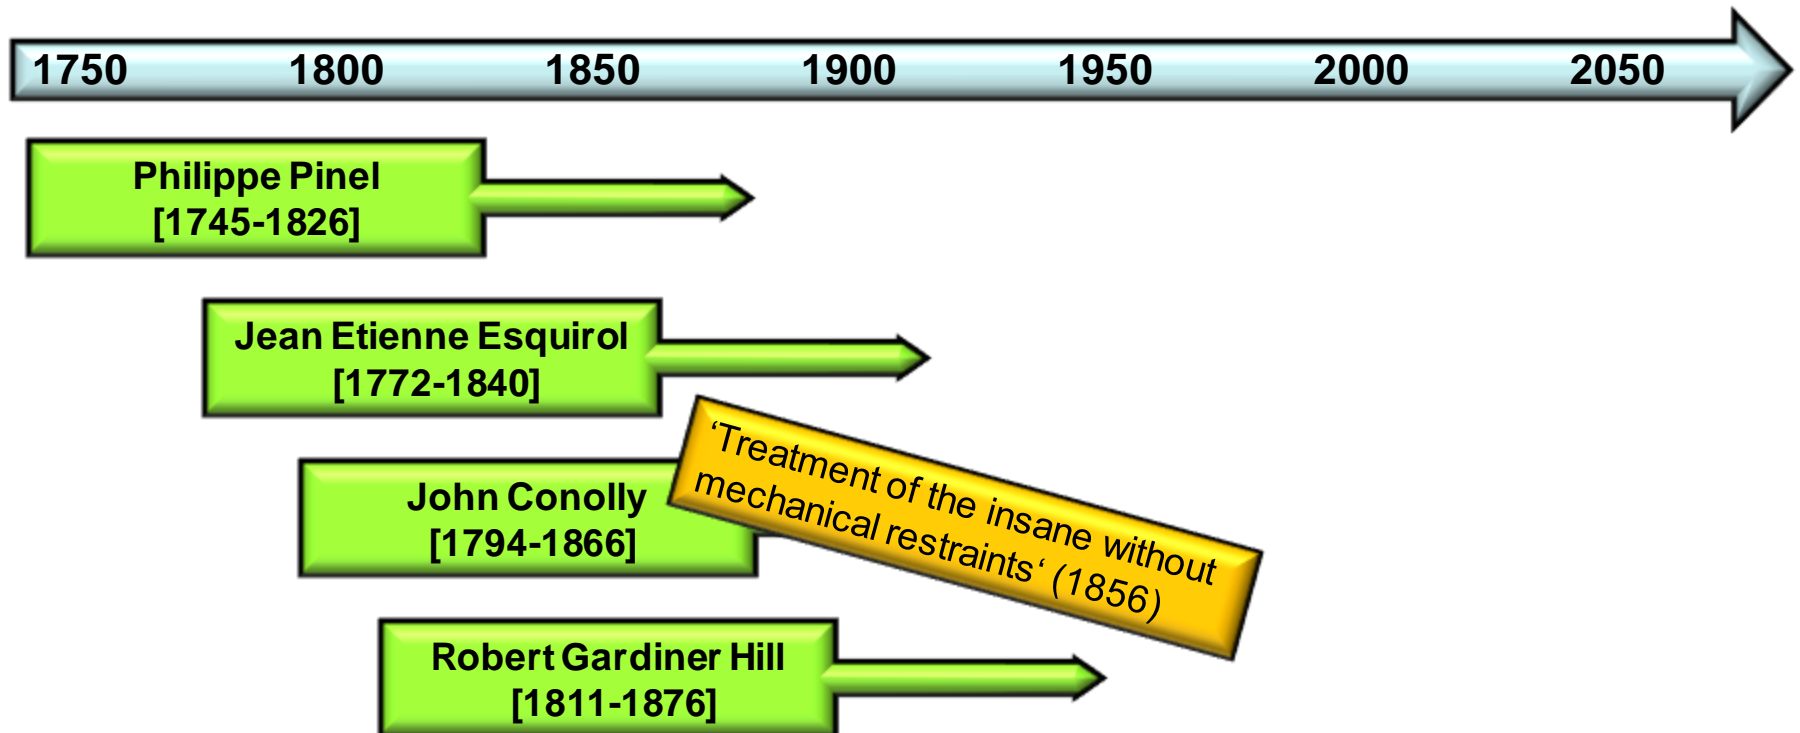 1750 1800 1850 1900 1950 2000 2050
Philippe Pinel
[1745-1826]
Jean Etienne Esquirol
[1772-1840]
‘Treatment of the insane without
mechanical restraints‘ (1856)
John Conolly
[1794-1866]
Robert Gardiner Hill
[1811-1876]